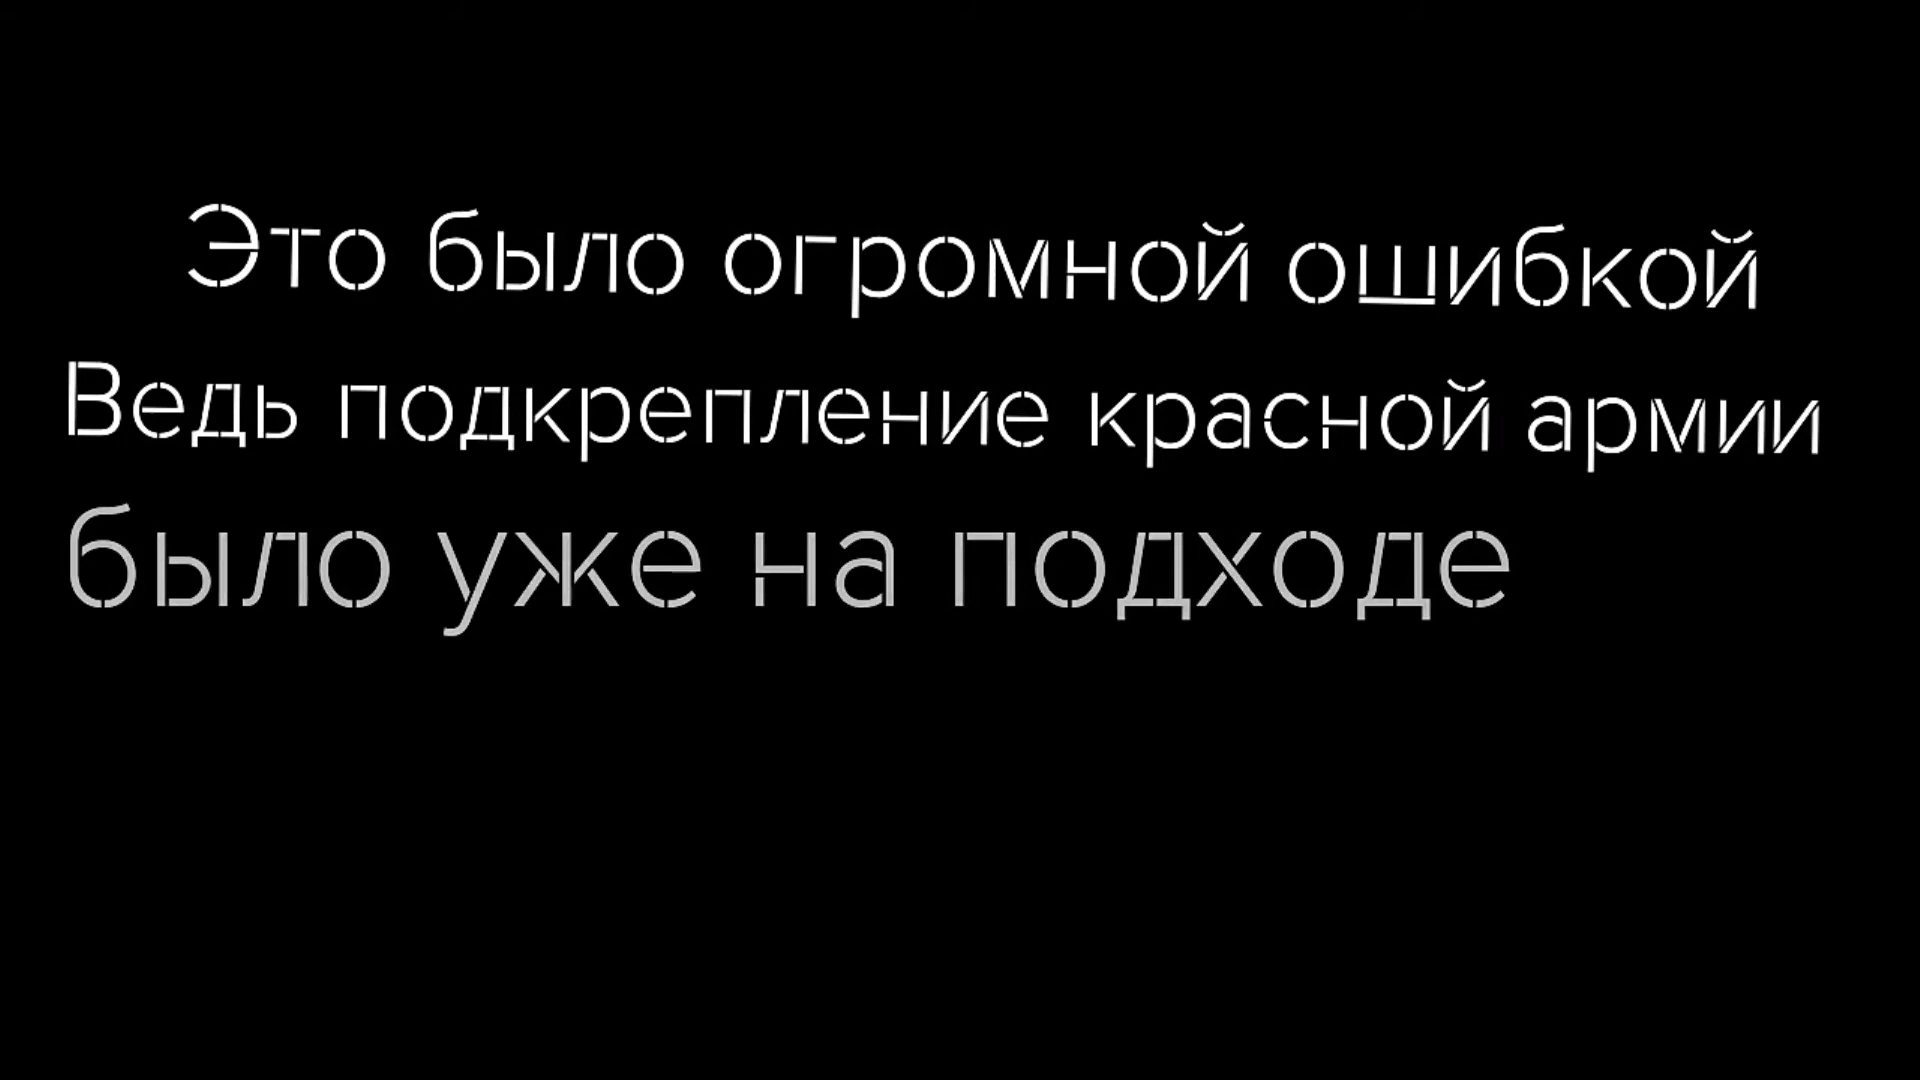 Это было огромной ошибкой
Ведь подкрепление красной армии
было уже на подходе